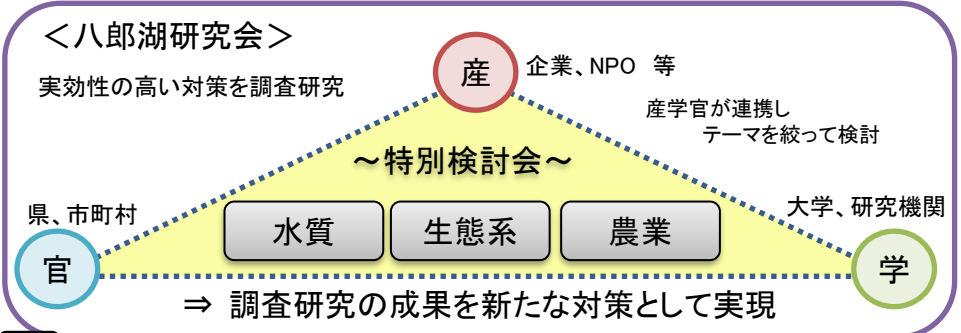 ＜八郎湖研究会＞
実効性の高い対策を調査研究
産
企業、NPO 等
産学官が連携し
テーマを絞って検討
～特別検討会～
県、市町村
大学、研究機関
水質
生態系
農業
官
学
⇒ 調査研究の成果を新たな対策として実現